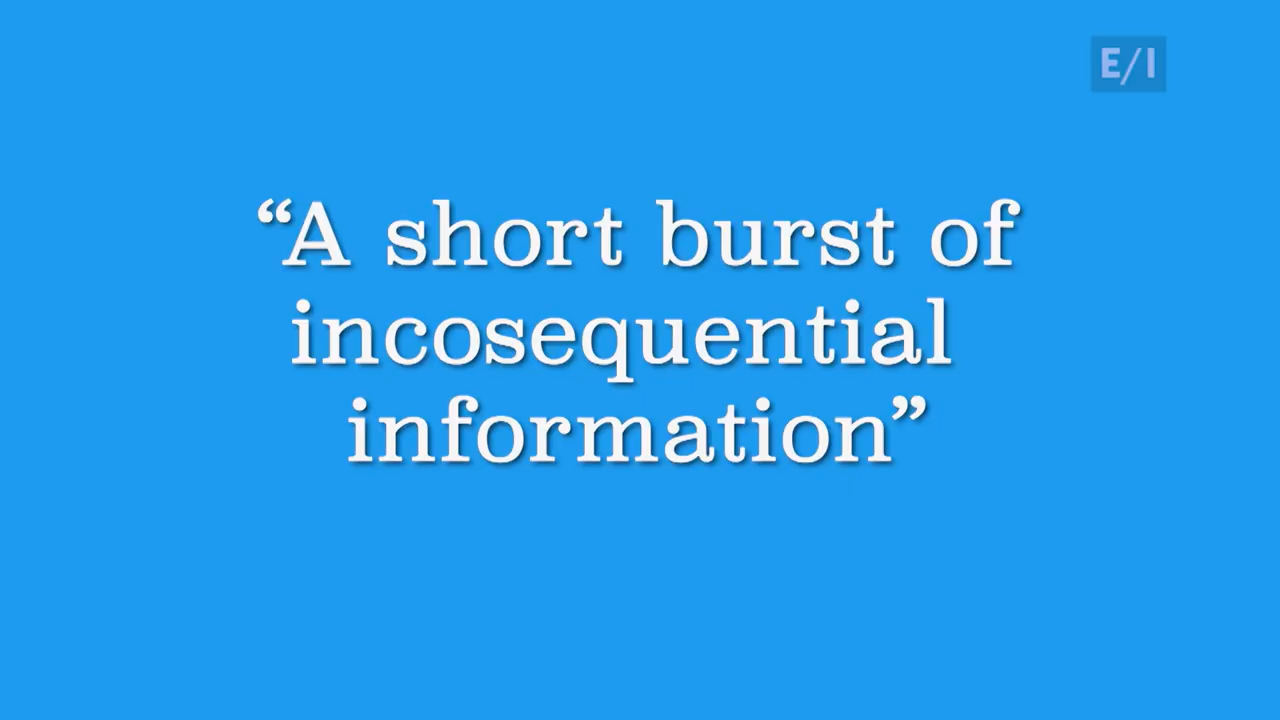 E/I
“A short burst of
incosequential
information”